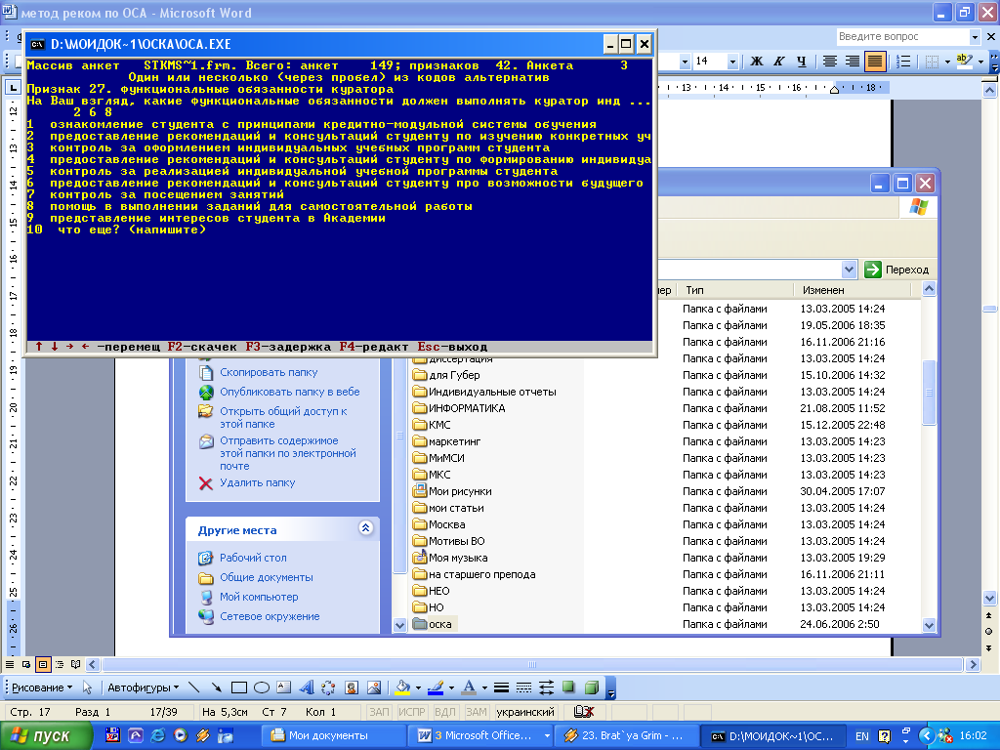 метод реком по ОСА - Microsoft Word
Введите вопрос
14
Ж К Ч
D:\МОИДОК~1\ОСКА\ОСА.EXE
Массив анкет STKMS~1.frm. Всего: анкет 149; признаков 42. Анкета 3
Один или несколько (через пробел) из кодов альтернатив
Признак 27. функциональные обязанности куратора
На Ваш взгляд, какие функциональные обязанности должен выполнять куратор инд ...
2 6 8
1 ознакомление студента с принципами кредитно-модульной системы обучения
2 предоставление рекомендаций и консультаций студенту по изучению конкретных уч
3 контроль за оформлением индивидуальных учебных программ студента
4 предоставление рекомендаций и консультаций студенту по формированию индивидуа
5 контроль за реализацией индивидуальной учебной программы студента
6 предоставление рекомендаций и консультаций студенту про возможности будущего
7 контроль за посещением занятий
8 помощь в выполнении заданий для самостоятельной работы
9 представление интересов студента в Академии
10 что еще? (напишите)
↑ ↓ → ← -перемещ F2-скачек F3-задержка F4-редакт Esc-выход
Переход
ер Тип Изменен
Папка с файлами 13.03.2005 14:24
Папка с файлами 19.05.2006 18:35
Папка с файлами 16.11.2006 21:16
диссертация Папка с файлами 13.03.2005 14:24
для Губер Папка с файлами 15.10.2006 14:32
Индивидуальные отчеты Папка с файлами 13.03.2005 14:24
ИНФОРМАТИКА Папка с файлами 21.08.2005 11:52
КМС Папка с файлами 15.12.2005 22:48
маркетинг Папка с файлами 13.03.2005 14:23
МиМСИ Папка с файлами 13.03.2005 14:23
МКС Папка с файлами 13.03.2005 14:23
Мои рисунки Папка с файлами 30.04.2005 17:07
мои статьи Папка с файлами 13.03.2005 14:24
Москва Папка с файлами 13.03.2005 14:24
Мотивы ВО Папка с файлами 13.03.2005 14:24
Моя музыка Папка с файлами 13.03.2005 19:29
на старшего препода Папка с файлами 16.11.2006 21:11
НЕО Папка с файлами 13.03.2005 14:24
НО Папка с файлами 13.03.2005 14:24
оска Папка с файлами 24.06.2006 2:50
Скопировать папку
Опубликовать папку в вебе
Открыть общий доступ к
этой папке
Отправить содержимое
этой папки по электронной
почте
Удалить папку
Другие места
Рабочий стол
Общие документы
Мой компьютер
Сетевое окружение
Рисование Автофигуры
Стр. 17 Разд 1 17/39 На 5,3см Ст 7 Кол 1 ЗАП ИСПР ВДЛ ЗАМ украинский
пуск Мои документы 3 Microsoft Office... 23. Brat`ya Grim - ... D:\МОИДОК~1\ОС... EN 16:02